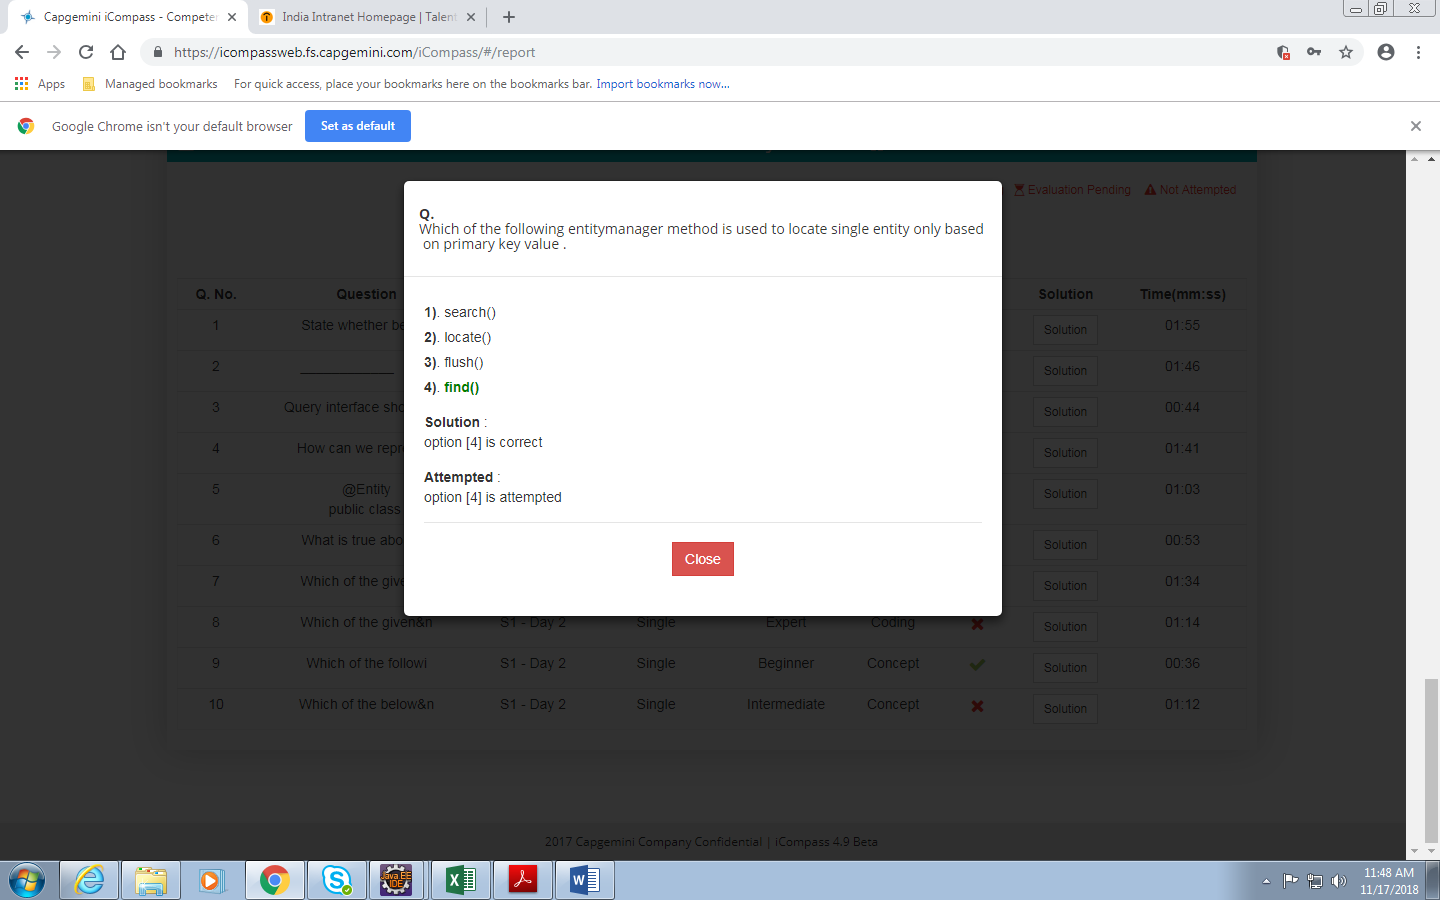 Capgemini iCompass - Competen
India Intranet Homepage | Talent
https://icompassweb.fs.capgemini.com/iCompass/#/report
Apps
Managed bookmarks
For quick access, place your bookmarks here on the bookmarks bar. Import bookmarks now...
Google Chrome isn't your default browser
Set as default
Evaluation Pending
Not Attempted
Q.
Which of the following entitymanager method is used to locate single entity only based
on primary key value .
1). search()
2). locate()
3). flush()
4). find()
Solution :
option [4] is correct
Attempted :
option [4] is attempted
Close
Q. No. Question Solution Time(mm:ss)
1 State whether be Solution 01:55
2 ____________ Solution 01:46
3 Query interface sho Solution 00:44
4 How can we repr Solution 01:41
5 @Entity Solution 01:03
public class
6 What is true abo Solution 00:53
7 Which of the give Solution 01:34
8 Which of the given&n S1 - Day 2 Single Expert Coding Solution 01:14
9 Which of the followi S1 - Day 2 Single Beginner Concept Solution 00:36
10 Which of the below&n S1 - Day 2 Single Intermediate Concept Solution 01:12
2017 Capgemini Company Confidential | iCompass 4.9 Beta
Java EE
IDE
11:48 AM
11/17/2018